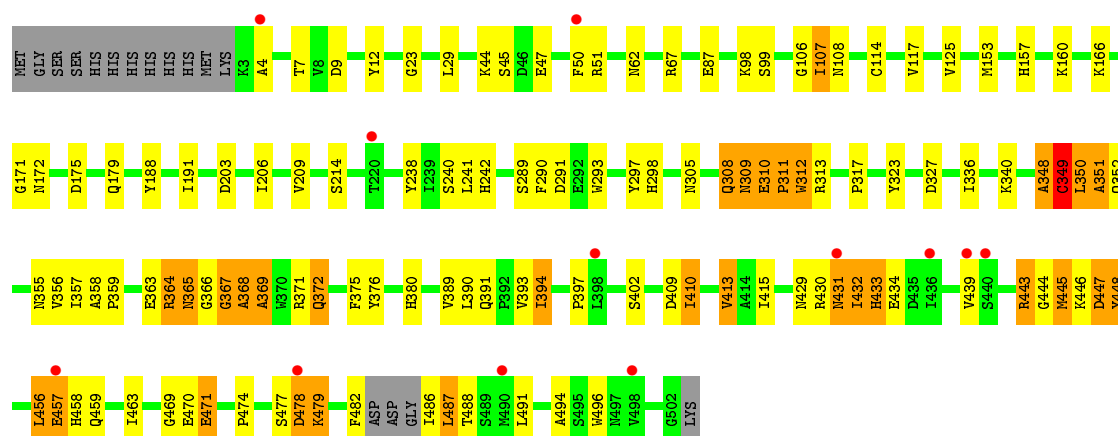 MET GLY SER SER HIS HIS HIS HIS HIS HIS MET LYS K3 A4 T7 V8 D9 Y12 G23 L29 K44 S45 D46 E47 F50 R51 N62 R67 E87 K98 S99 G106 I107 N108 C114 V117 V125 M153 H157 K160 K166
G171 N172 D175 Q179 Y188 I191 D203 I206 V209 S214 T220 Y238 I239 S240 L241 H242 S289 F290 D291 E292 W293 Y297 H298 N305 Q308 N309 E310 P311 W312 R313 P317 Y323 D327 I336 K340 A348 C349 L350 A351 Q352
N355 V356 I357 A358 P359 E363 R364 N365 G366 G367 A368 A369 W370 R371 Q372 F375 Y376 H380 V389 L390 Q391 P392 V393 I394 P397 L398 S402 D409 I410 V413 A414 I415 N429 R430 N431 I432 H433 E434 D435 I436 V439 S440 R443 G444 M445 K446 D447
L456 E457 H458 Q459 I463 G469 E470 E471 P474 S477 D478 K479 F482 ASP ASP GLY I486 L487 T488 S489 M490 L491 A494 S495 W496 N497 V498 G502 LYS